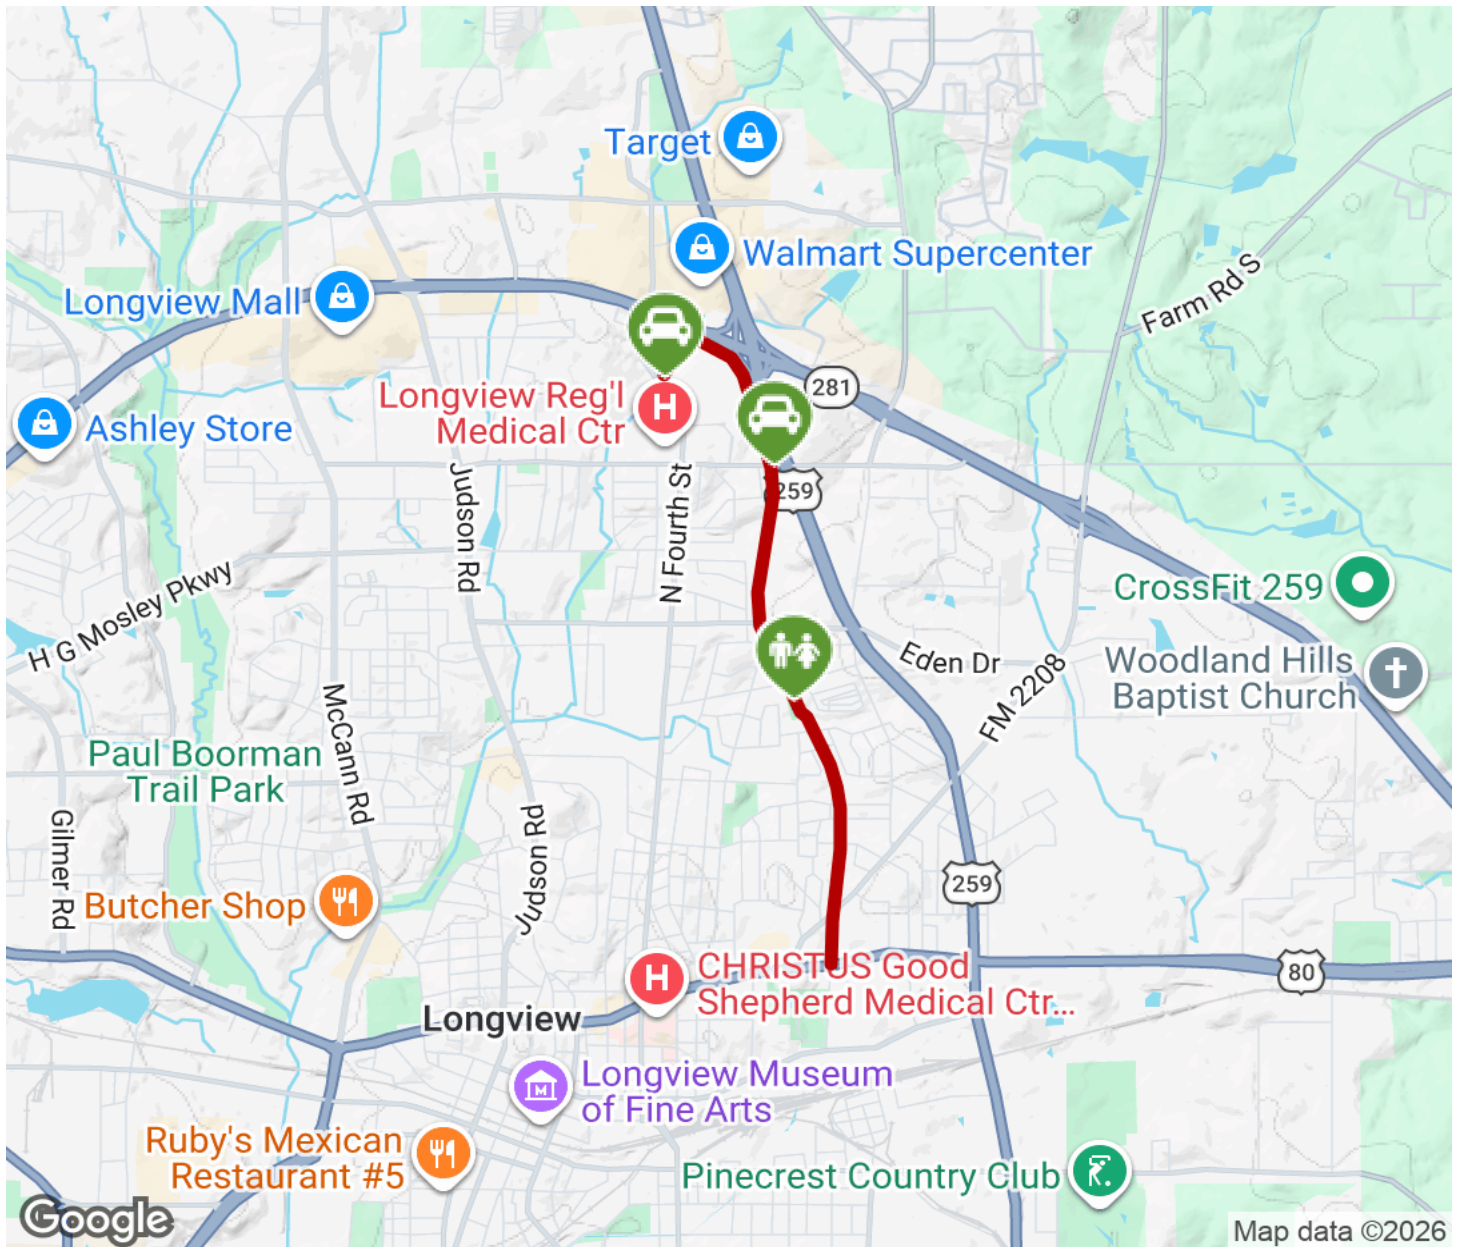 Target
Walmart Supercenter
Longview Mall
Farm Rd S
281
Longview Reg'l
Medical Ctr
Ashley Store
Judson Rd
N Fourth St
259
H G Mosley Pkwy
CrossFit 259
Eden Dr
Woodland Hills
Baptist Church
FM 2208
McCann Rd
Paul Boorman
Trail Park
Gilmer Rd
Judson Rd
259
Butcher Shop
CHRISTUS Good
Shepherd Medical Ctr...
80
Longview
Longview Museum
of Fine Arts
Ruby's Mexican
Restaurant #5
Pinecrest Country Club
Google
Map data ©2026